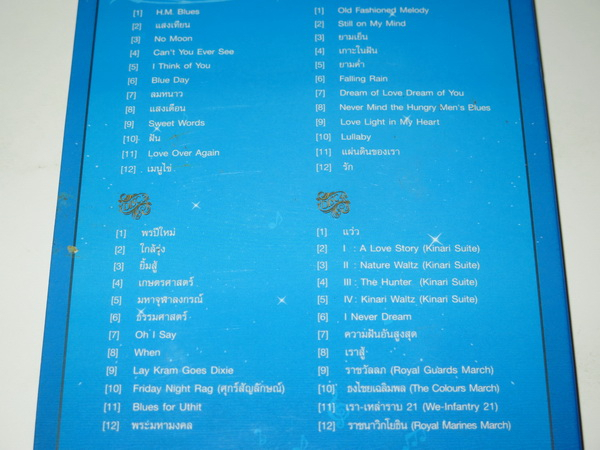 [1] H.M. Blues
[2] แสงเทียน
[3] No Moon
[4] Can't You Ever See
[5] I Think of You
[6] Blue Day
[7] ลมหนาว
[8] แสงเดือน
[9] Sweet Words
[10] ฝัน
[11] Love Over Again
[12] เมนูไข่
[1] Old Fashioned Melody
[2] Still on My Mind
[3] ยามเย็น
[4] เกาะในฝัน
[5] ยามค่ำ
[6] Falling Rain
[7] Dream of Love Dream of You
[8] Never Mind the Hungry Men's Blues
[9] Love Light in My Heart
[10] Lullaby
[11] แผ่นดินของเรา
[12] รัก
[1] พรปีใหม่
[2] ใกล้รุ่ง
[3] ยิ้มสู้
[4] เกษตรศาสตร์
[5] มหาจุฬาลงกรณ์
[6] ธรรมศาสตร์
[7] Oh I Say
[8] When
[9] Lay Kram Goes Dixie
[10] Friday Night Rag (ศุกร์สัญลักษณ์)
[11] Blues for Uthit
[12] พระมหามงคล
[1] แว่ว
[2] I : A Love Story (Kinari Suite)
[3] II : Nature Waltz (Kinari Suite)
[4] III : The Hunter (Kinari Suite)
[5] IV : Kinari Waltz (Kinari Suite)
[6] I Never Dream
[7] ความฝันอันสูงสุด
[8] เราสู้
[9] ราชวัลลภ (Royal Guards March)
[10] ธงไชยเฉลิมพล (The Colours March)
[11] เรา-เหล่าราบ 21 (We-Infantry 21)
[12] ราชนาวิกโยธิน (Royal Marines March)